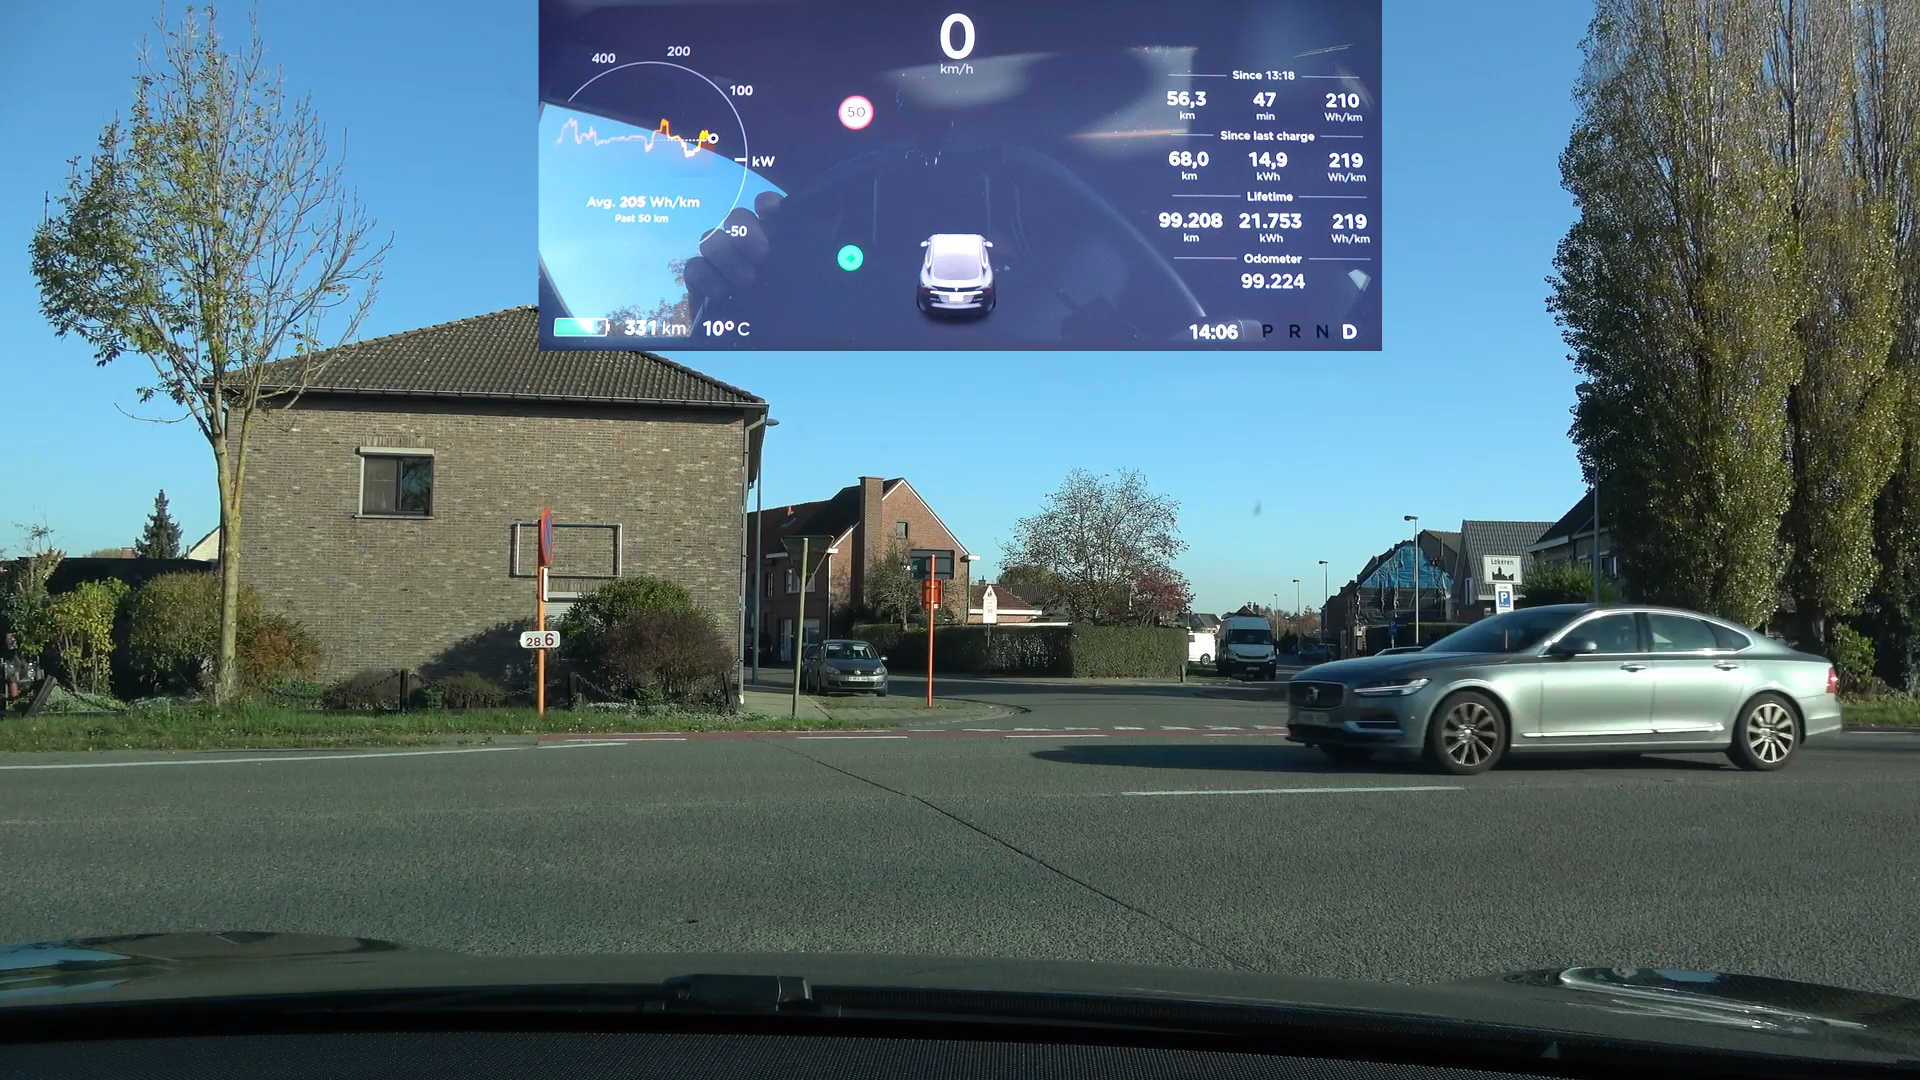 0
km/h
400
200
100
kW
-50
50
Avg. 205 Wh/km
Past 50 km
331 km
10° C
Since 13:18
56,3 47 210
km min Wh/km
Since last charge
68,0 14,9 219
km kWh Wh/km
Lifetime
99.208 21.753 219
km kWh Wh/km
Odometer
99.224
14:06 P R N D
28.6
Lokeren
P